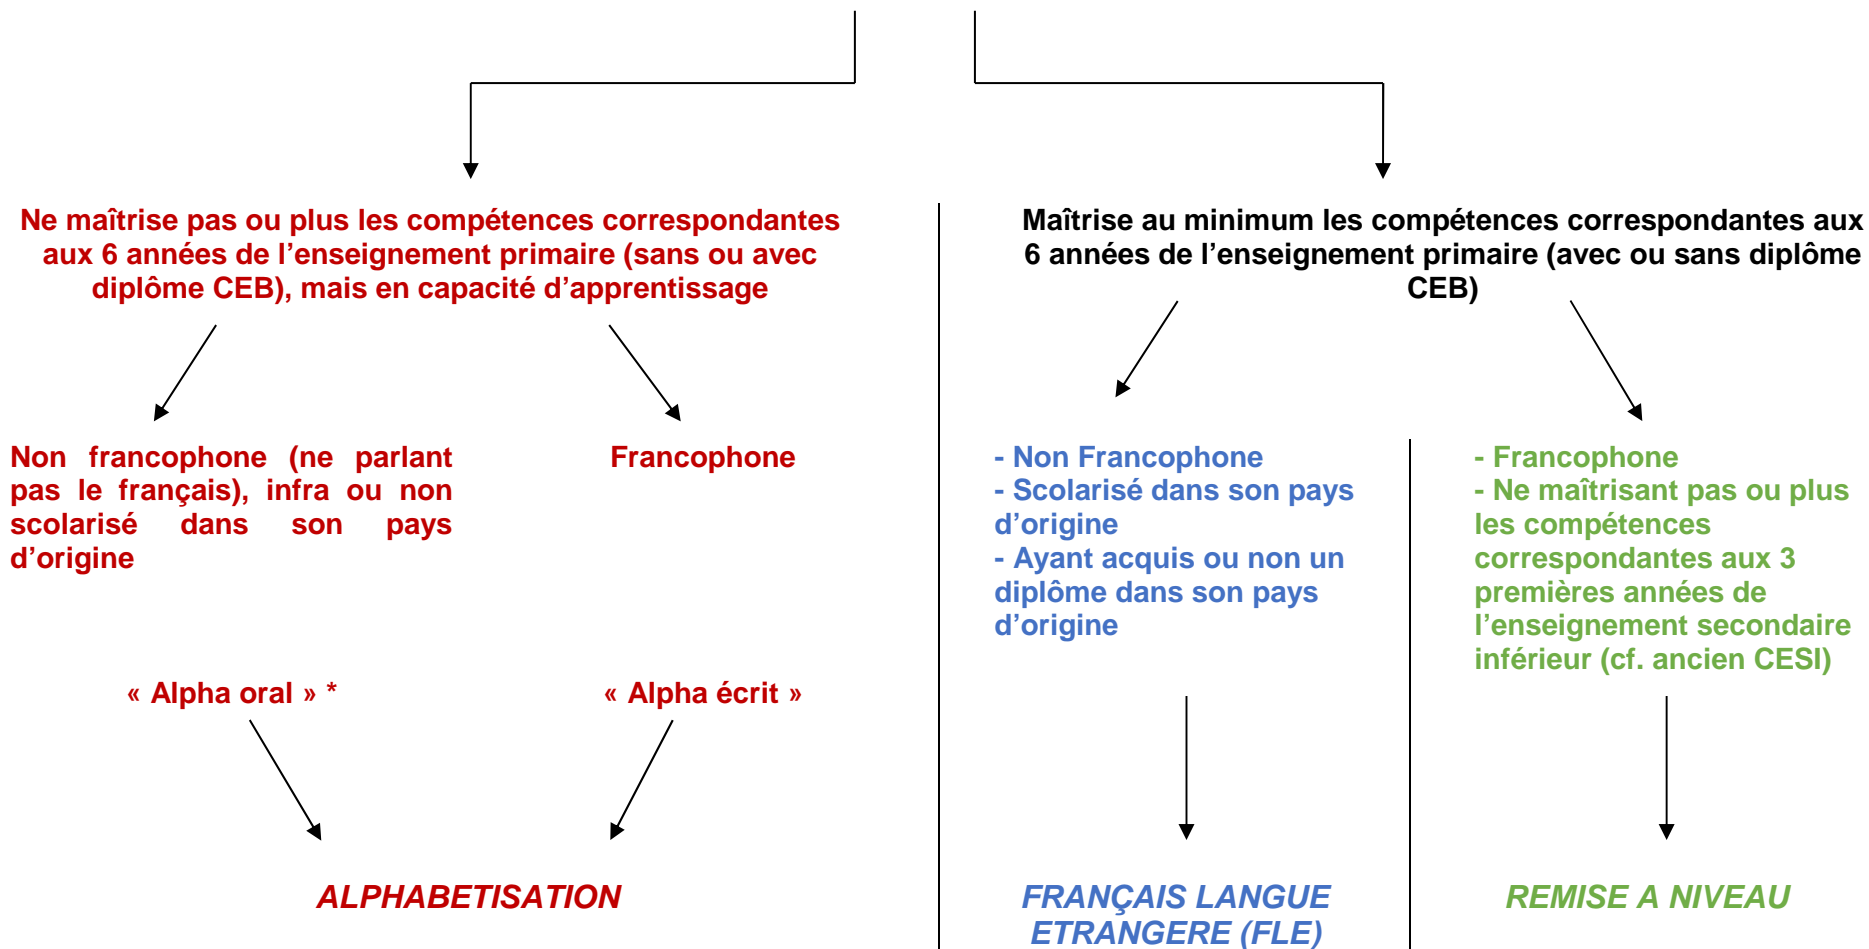 Ne maîtrise pas ou plus les compétences correspondantes
aux 6 années de l’enseignement primaire (sans ou avec
diplôme CEB), mais en capacité d’apprentissage
Maîtrise au minimum les compétences correspondantes aux
6 années de l’enseignement primaire (avec ou sans diplôme
CEB)
Non francophone (ne parlant
pas le français), infra ou non
scolarisé dans son pays
d’origine
Francophone
- Non Francophone
- Scolarisé dans son pays
d’origine
- Ayant acquis ou non un
diplôme dans son pays
d’origine
- Francophone
- Ne maîtrisant pas ou plus
les compétences
correspondantes aux 3
premières années de
l’enseignement secondaire
inférieur (cf. ancien CESI)
« Alpha oral » *
« Alpha écrit »
ALPHABETISATION
FRANÇAIS LANGUE
ETRANGERE (FLE)
REMISE A NIVEAU